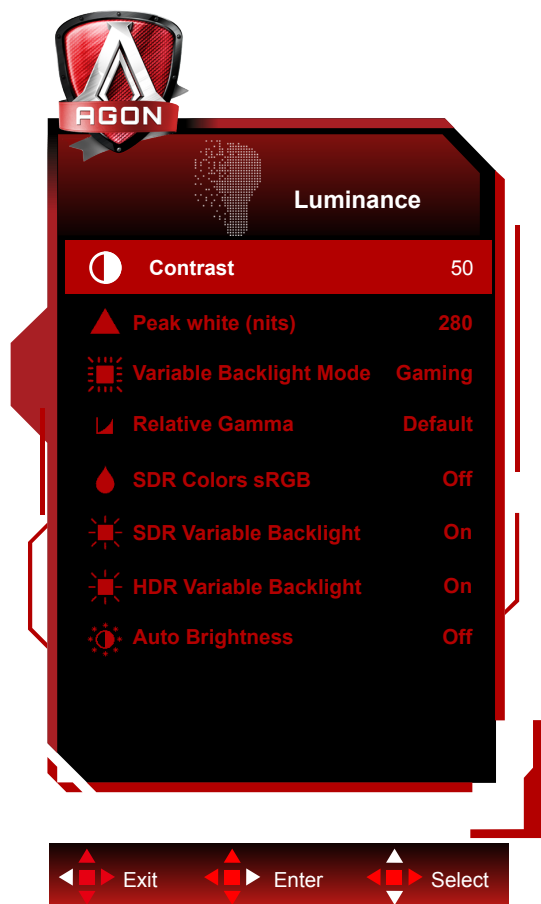 AGON
Luminance
Contrast 50
Peak white (nits) 280
Variable Backlight Mode Gaming
Relative Gamma Default
SDR Colors sRGB Off
SDR Variable Backlight On
HDR Variable Backlight On
Auto Brightness Off
Exit Enter Select